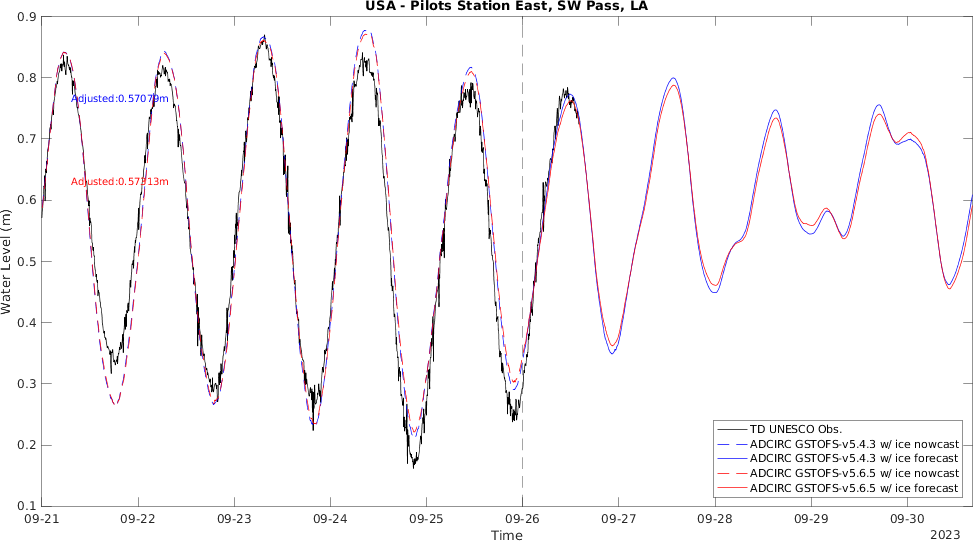 USA - Pilots Station East, SW Pass, LA
0.9
0.8
0.7
0.6
0.5
0.4
0.3
0.2
0.1
Water Level (m)
Adjusted:0.57079m
Adjusted:0.57313m
TD UNESCO Obs.
ADCIRC GSTOFS-v5.4.3 w/ ice nowcast
ADCIRC GSTOFS-v5.4.3 w/ ice forecast
ADCIRC GSTOFS-v5.6.5 w/ ice nowcast
ADCIRC GSTOFS-v5.6.5 w/ ice forecast
09-21 09-22 09-23 09-24 09-25 09-26 09-27 09-28 09-29 09-30
Time
2023